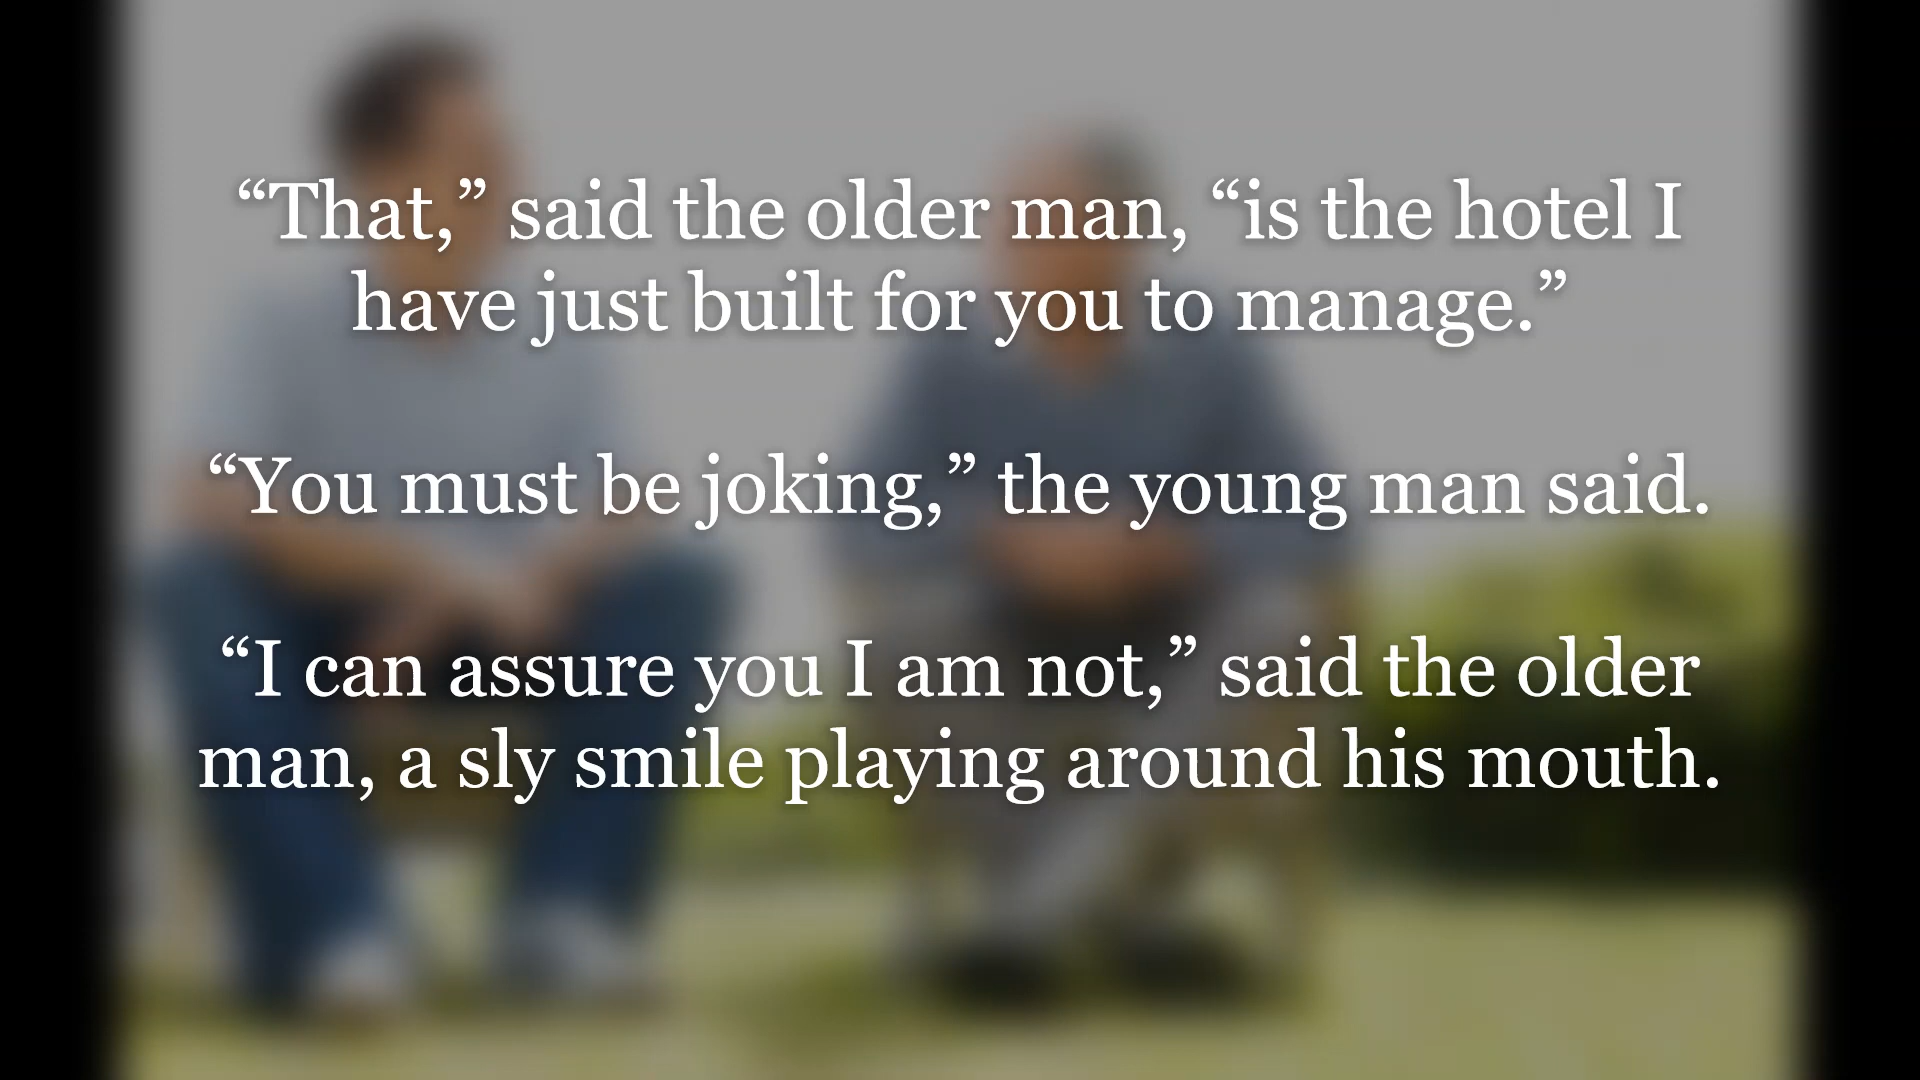 “That,” said the older man, “is the hotel I
have just built for you to manage.”
“You must be joking,” the young man said.
“I can assure you I am not,” said the older
man, a sly smile playing around his mouth.